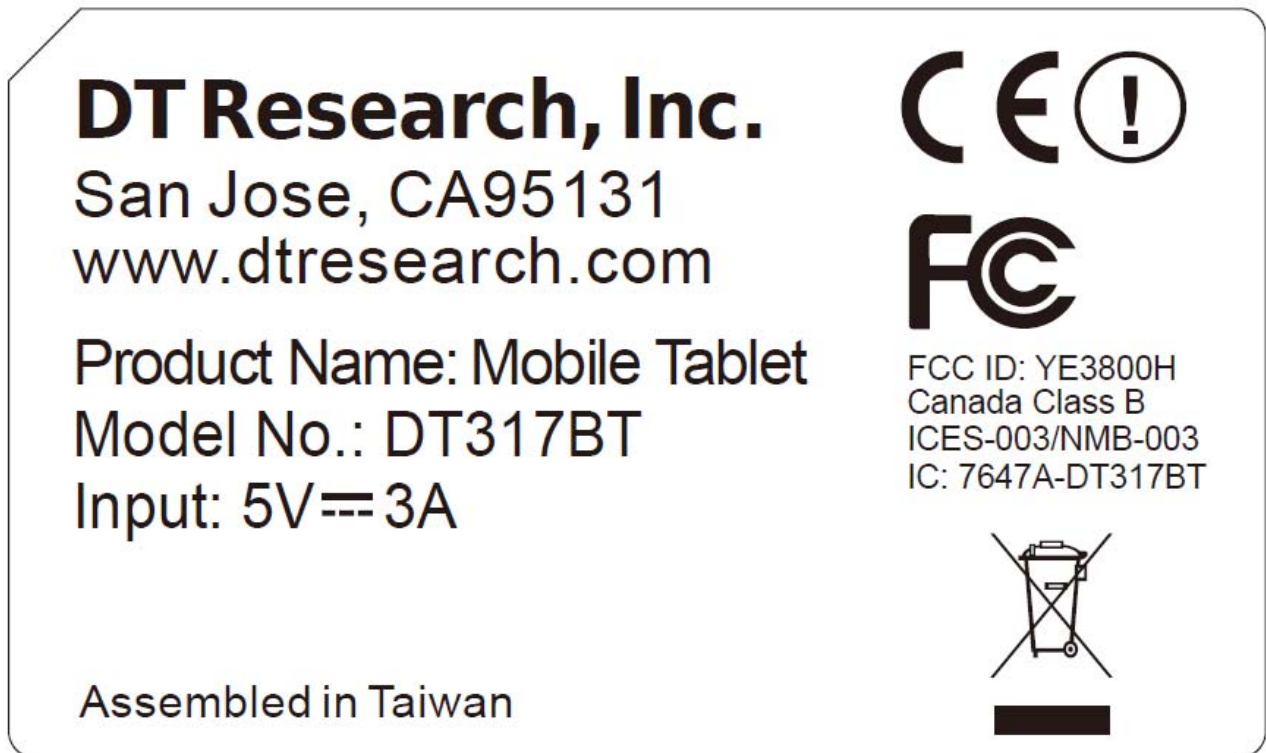 DT Research, Inc.
San Jose, CA95131
www.dtresearch.com
Product Name: Mobile Tablet
Model No.: DT317BT
Input: 5V⎓3A
Assembled in Taiwan
CE!
FC
FCC ID: YE3800H
Canada Class B
ICES-003/NMB-003
IC: 7647A-DT317BT